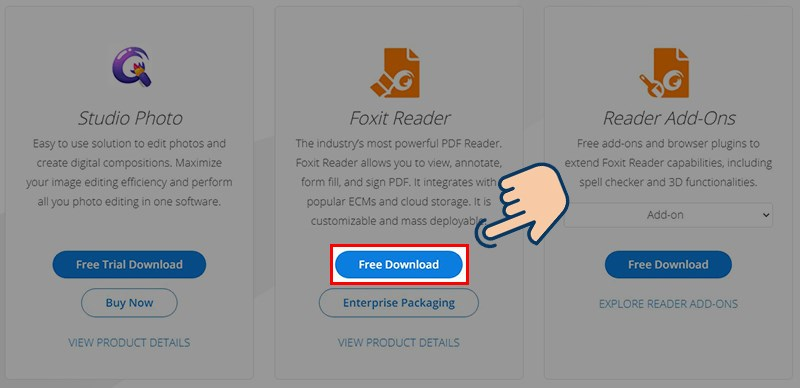 Studio Photo
Easy to use solution to edit photos and
create digital compositions. Maximize
your image editing efficiency and perform
all you photo editing in one software.
Free Trial Download
Buy Now
VIEW PRODUCT DETAILS
Foxit Reader
The industry's most powerful PDF Reader.
Foxit Reader allows you to view, annotate,
form fill, and sign PDF. It integrates with
popular ECMs and cloud storage. It is
customizable and mass deployable.
Free Download
Enterprise Packaging
VIEW PRODUCT DETAILS
Reader Add-Ons
Free add-ons and browser plugins to
extend Foxit Reader capabilities, including
spell checker and 3D functionalities.
Add-on
Free Download
EXPLORE READER ADD-ONS